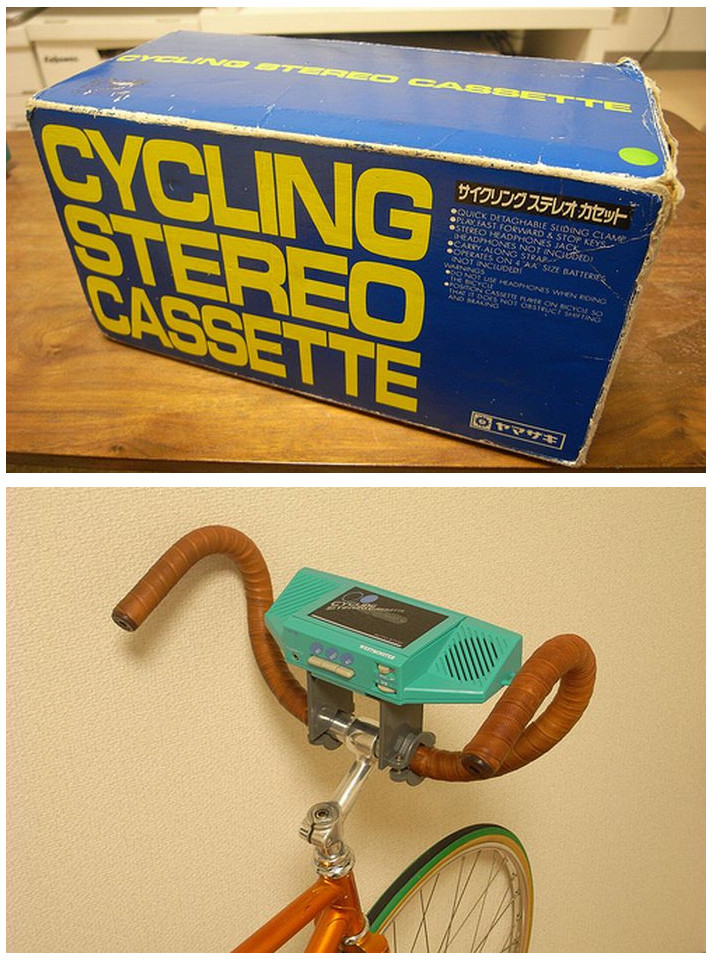 CYCLING STEREO CASSETTE
CYCLING
STEREO
CASSETTE
サイクリング ステレオ カセット
●QUICK DETACHABLE SLIDING CLAMP
●PLAY, FAST FORWARD & STOP KEYS
●STEREO HEADPHONES JACK
(HEADPHONES NOT INCLUDED)
●CARRY-ALONG STRAP
●OPERATES ON 4 "AA" SIZE BATTERIES
(NOT INCLUDED)
WARNINGS
●DO NOT USE HEADPHONES WHEN RIDING
THE BICYCLE
●POSITION CASSETTE PLAYER ON BICYCLE SO
THAT IT DOES NOT OBSTRUCT SHIFTING
AND BRAKING
ヤマザキ
CYCLING
STEREO CASSETTE
WESTMINSTER